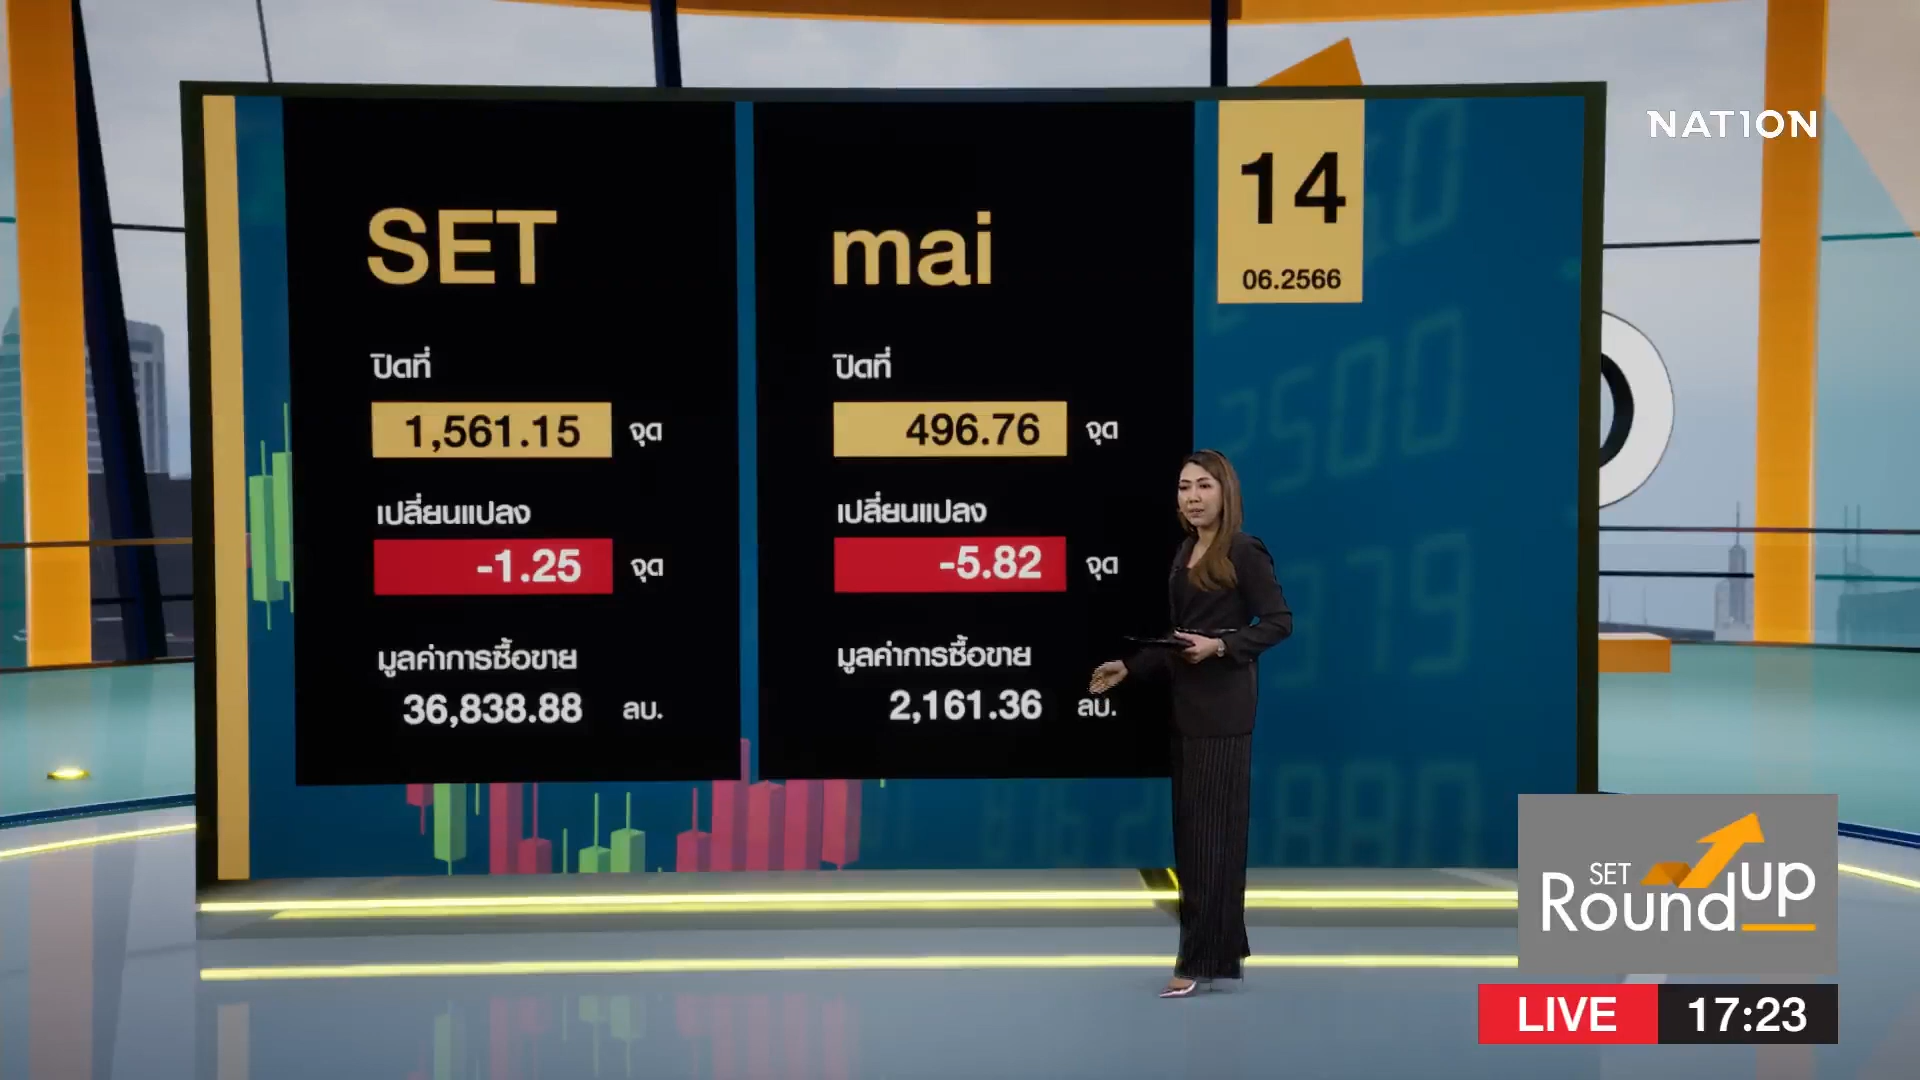 NATION
SET
ปิดที่
1,561.15 จุด
เปลี่ยนแปลง
-1.25 จุด
มูลค่าการซื้อขาย
36,838.88 ลบ.
mai
ปิดที่
496.76 จุด
เปลี่ยนแปลง
-5.82 จุด
มูลค่าการซื้อขาย
2,161.36 ลบ.
14
06.2566
2500
379
SET
Roundup
LIVE 17:23